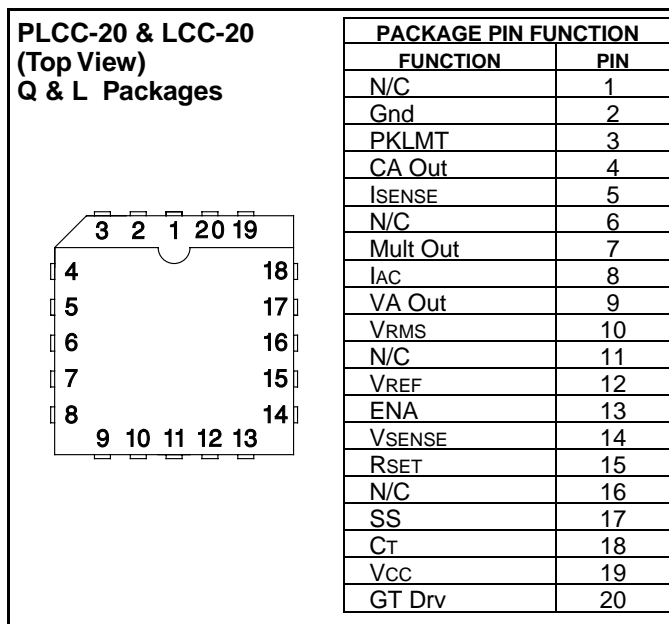 PLCC-20 & LCC-20
(Top View)
Q & L Packages
3 2 1 20 19
4 18
5 17
6 16
7 15
8 14
9 10 11 12 13
PACKAGE PIN FUNCTION
FUNCTION PIN
N/C 1
Gnd 2
PKLMT 3
CA Out 4
ISENSE 5
N/C 6
Mult Out 7
IAC 8
VA Out 9
VRMS 10
N/C 11
VREF 12
ENA 13
VSENSE 14
RSET 15
N/C 16
SS 17
CT 18
VCC 19
GT Drv 20